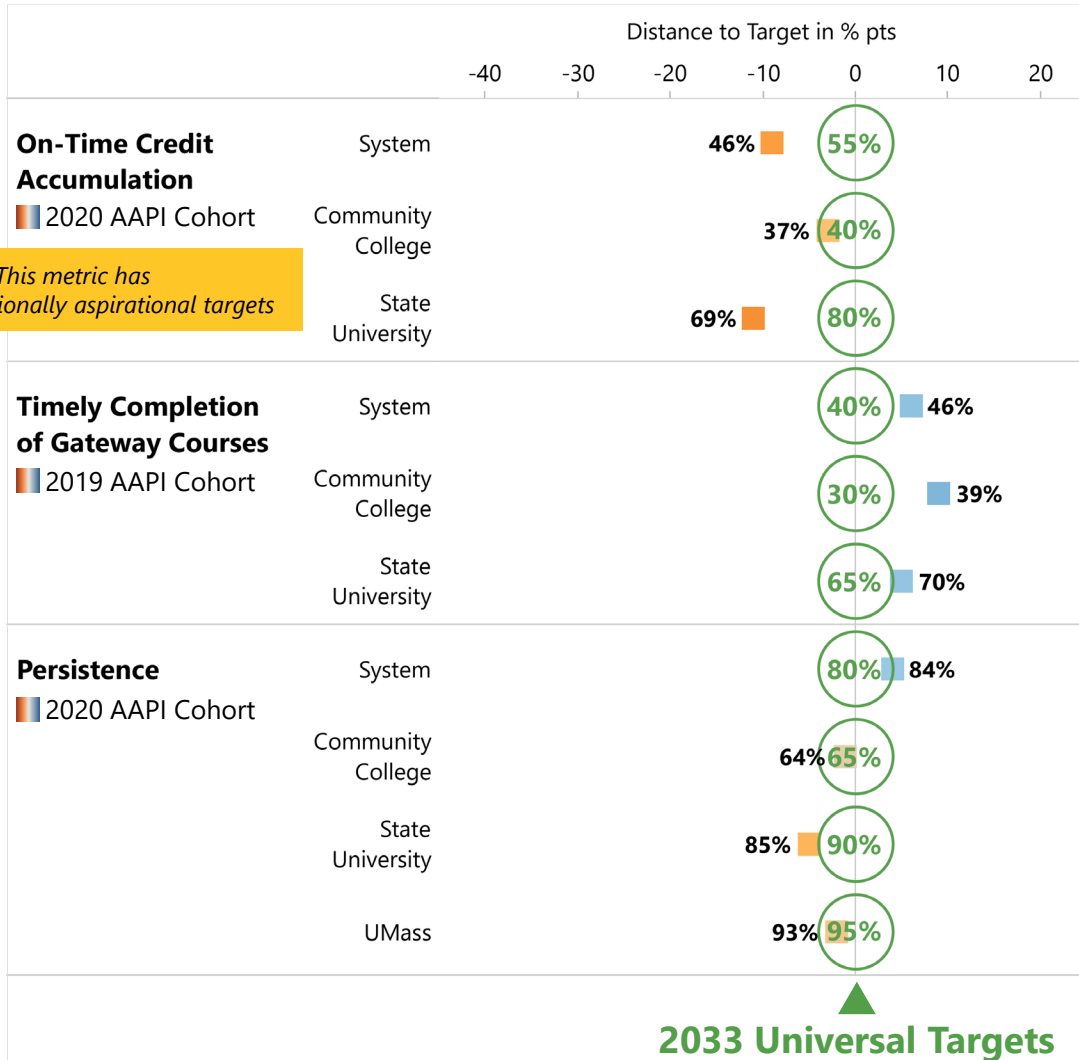 Distance to Target in % pts
-40 -30 -20 -10 0 10 20
On-Time Credit
Accumulation
2020 AAPI Cohort
This metric has
ionally aspirational targets
System 46% 55%
Community
College
37% 40%
State
University
69% 80%
Timely Completion
of Gateway Courses
2019 AAPI Cohort
System 40% 46%
Community
College
30% 39%
State
University
65% 70%
Persistence
2020 AAPI Cohort
System 80% 84%
Community
College
64% 65%
State
University
85% 90%
UMass 93% 95%
2033 Universal Targets